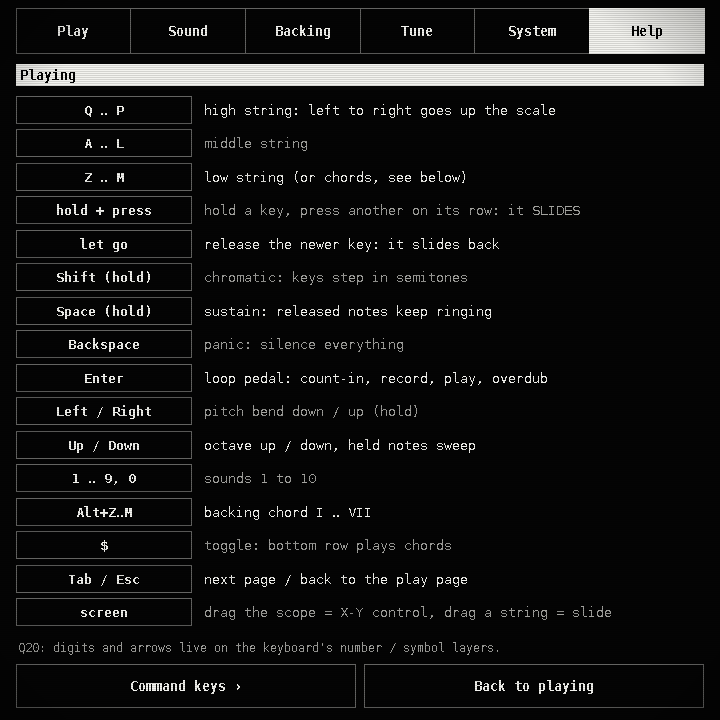 Play Sound Backing Tune System Help
Playing
Q .. P high string: left to right goes up the scale
A .. L middle string
Z .. M low string (or chords, see below)
hold + press hold a key, press another on its row: it SLIDES
let go release the newer key: it slides back
Shift (hold) chromatic: keys step in semitones
Space (hold) sustain: released notes keep ringing
Backspace panic: silence everything
Enter loop pedal: count-in, record, play, overdub
Left / Right pitch bend down / up (hold)
Up / Down octave up / down, held notes sweep
1 .. 9, 0 sounds 1 to 10
Alt+Z..M backing chord I .. VII
$ toggle: bottom row plays chords
Tab / Esc next page / back to the play page
screen drag the scope = X-Y control, drag a string = slide
Q20: digits and arrows live on the keyboard's number / symbol layers.
Command keys › Back to playing